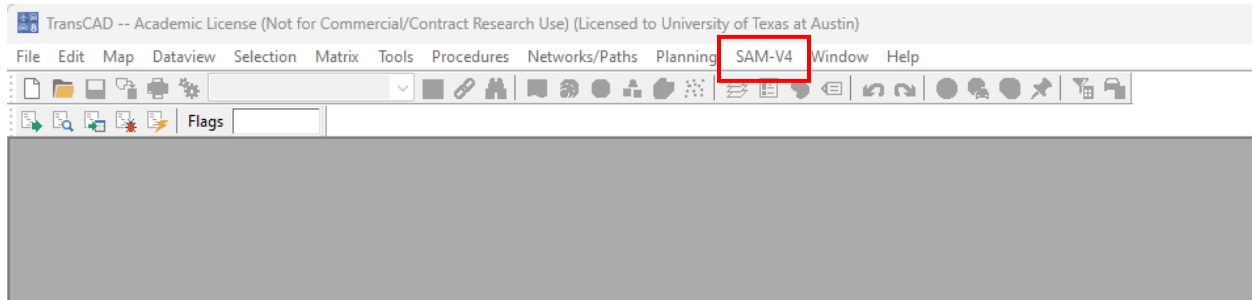 TransCAD -- Academic License (Not for Commercial/Contract Research Use) (Licensed to University of Texas at Austin)
File Edit Map Dataview Selection Matrix Tools Procedures Networks/Paths Planning SAM-V4 Window Help
Flags